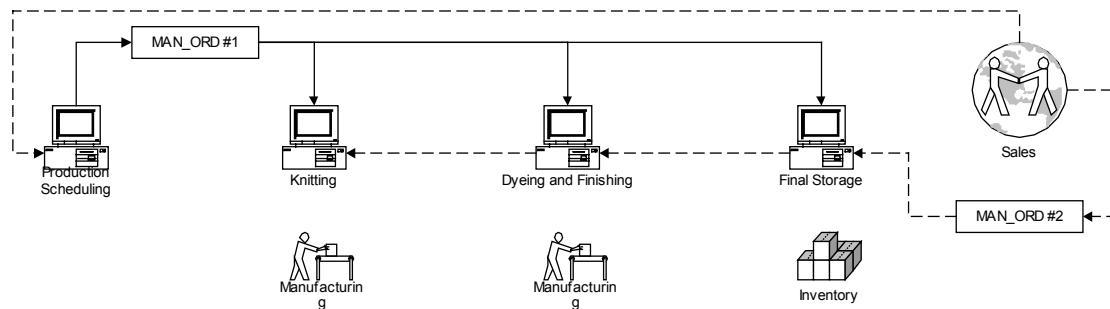 MAN_ORD #1
Sales
Production
Scheduling
Knitting
Dyeing and Finishing
Final Storage
MAN_ORD #2
Manufacturin
g
Manufacturin
g
Inventory